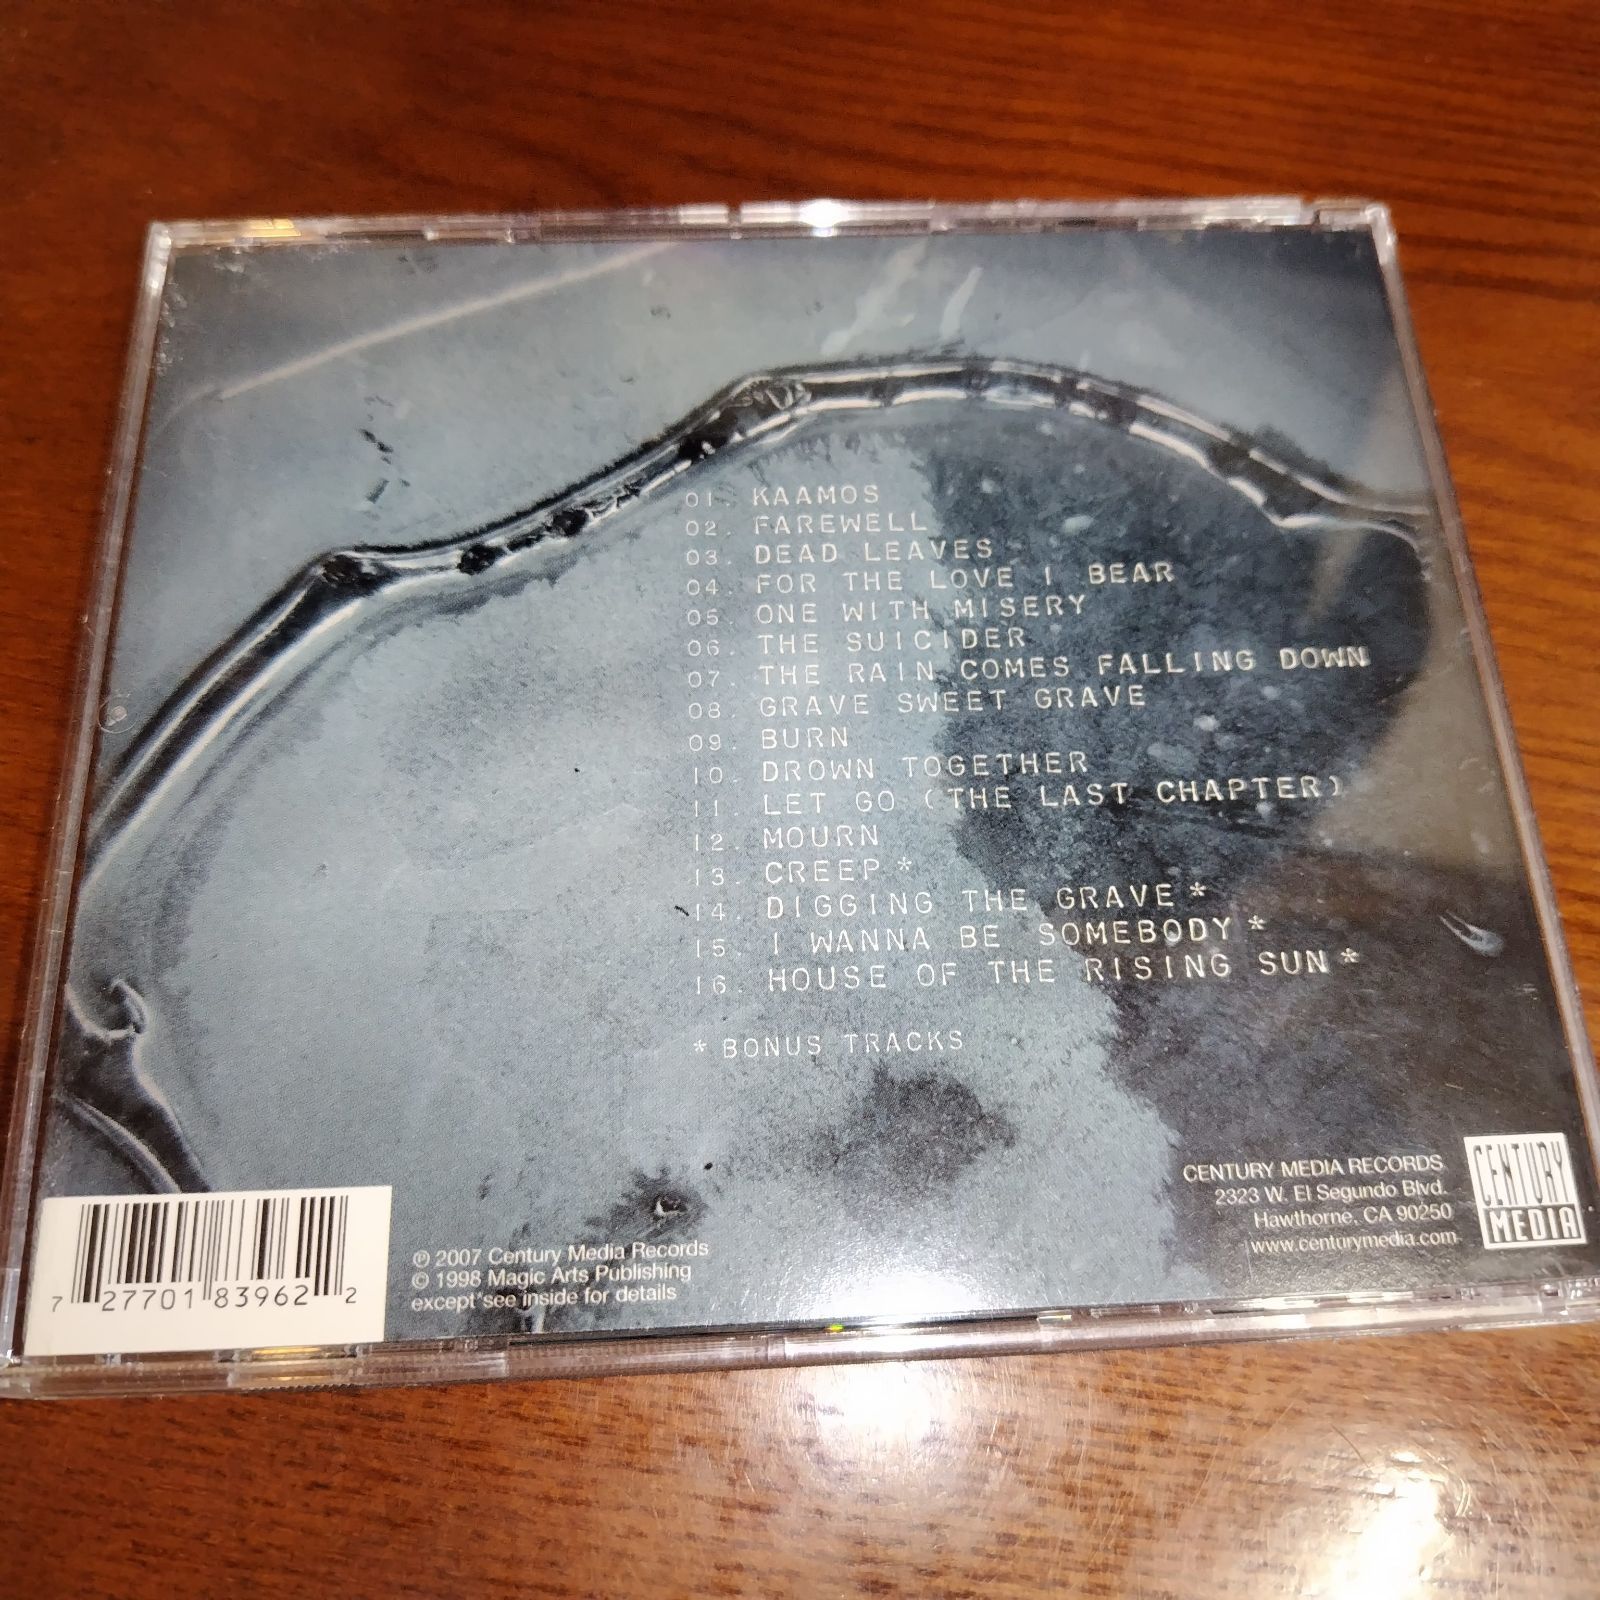 01. KAAMOS
02. FAREWELL
03. DEAD LEAVES
04. FOR THE LOVE I BEAR
05. ONE WITH MISERY
06. THE SUICIDER
07. THE RAIN COMES FALLING DOWN
08. GRAVE SWEET GRAVE
09. BURN
10. DROWN TOGETHER
11. LET GO (THE LAST CHAPTER)
12. MOURN
13. CREEP*
14. DIGGING THE GRAVE*
15. I WANNA BE SOMEBODY*
16. HOUSE OF THE RISING SUN*
* BONUS TRACKS
CENTURY MEDIA RECORDS
2323 W. El Segundo Blvd.
Hawthorne, CA 90250
www.centurymedia.com
CENTURY
MEDIA
℗ 2007 Century Media Records
© 1998 Magic Arts Publishing
except*see inside for details
7 27701 83962 2